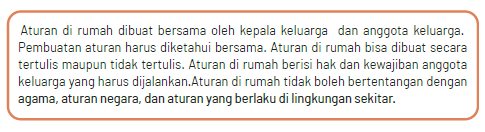 Aturan di rumah dibuat bersama oleh kepala keluarga dan anggota keluarga.
Pembuatan aturan harus diketahui bersama. Aturan di rumah bisa dibuat secara
tertulis maupun tidak tertulis. Aturan di rumah berisi hak dan kewajiban anggota
keluarga yang harus dijalankan.Aturan di rumah tidak boleh bertentangan dengan
agama, aturan negara, dan aturan yang berlaku di lingkungan sekitar.